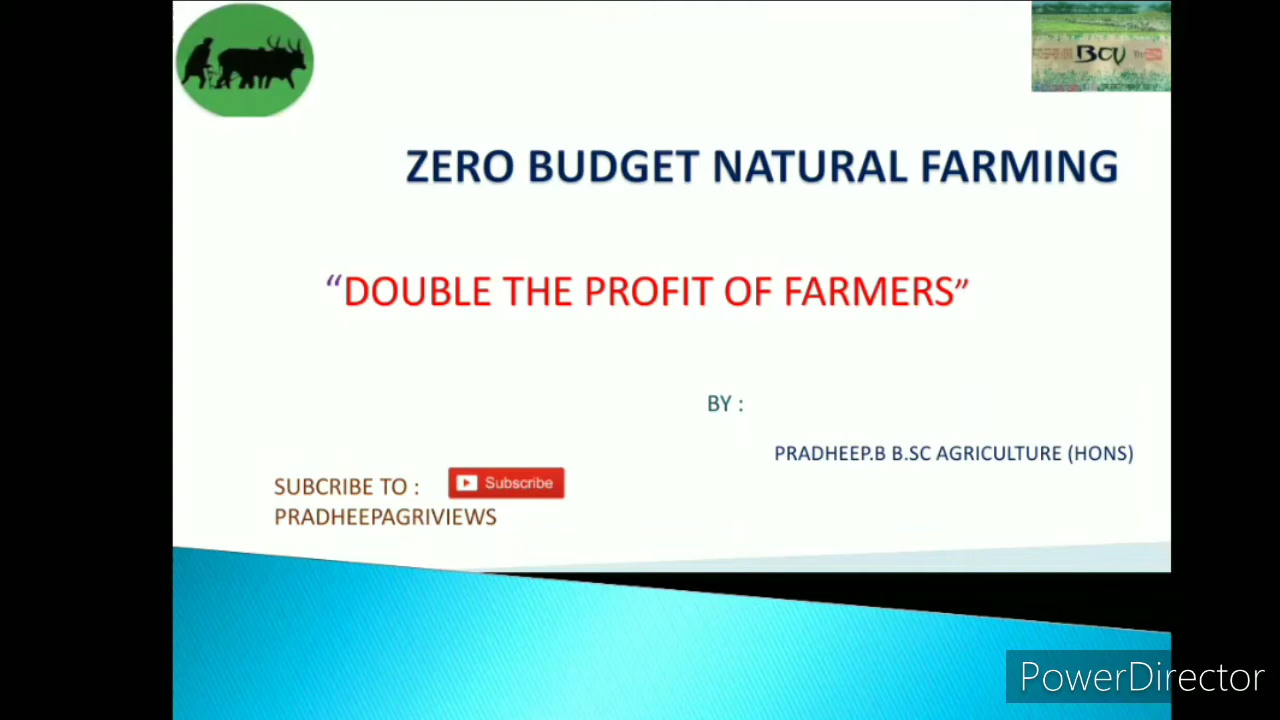 BCV
ZERO BUDGET NATURAL FARMING
“DOUBLE THE PROFIT OF FARMERS”
BY :
PRADHEEP.B B.SC AGRICULTURE (HONS)
SUBCRIBE TO : Subscribe
PRADHEEPAGRIVIEWS
PowerDirector